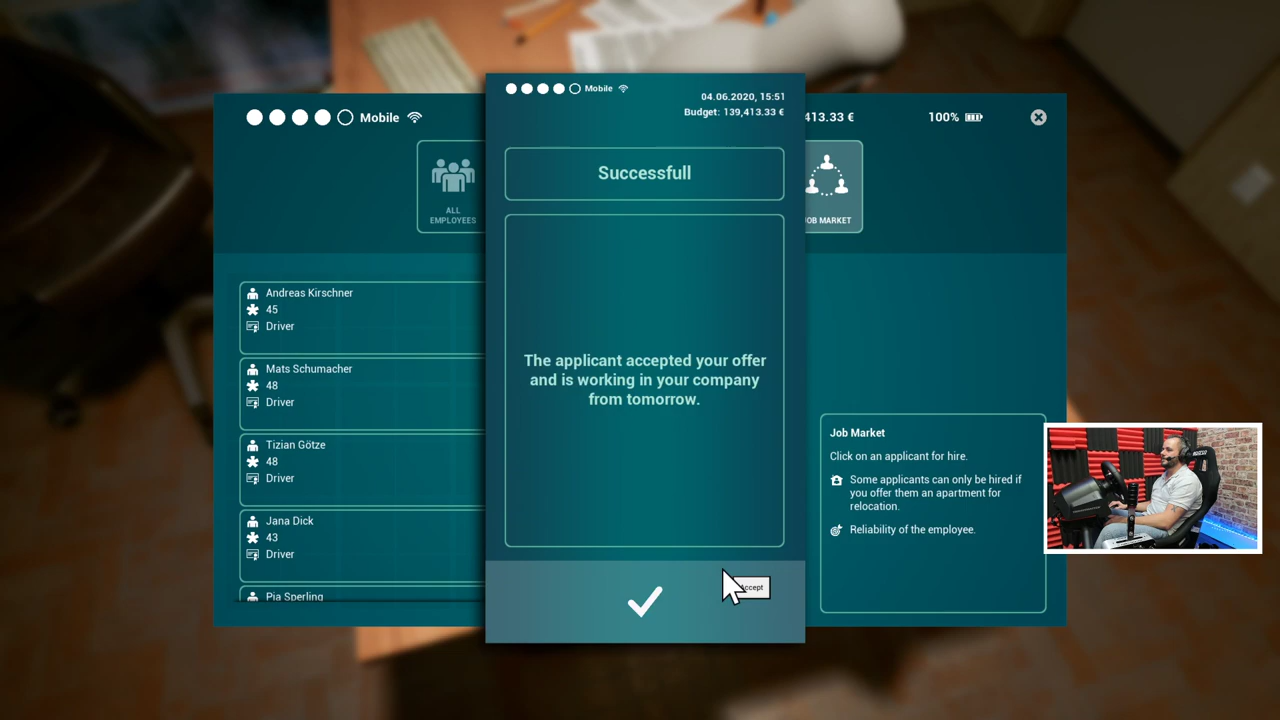 Mobile
413.33 €
100%
ALL
EMPLOYEES
JOB MARKET
Andreas Kirschner
45
Driver
Mats Schumacher
48
Driver
Tizian Götze
48
Driver
Jana Dick
43
Driver
Pia Sperling
Mobile
04.06.2020, 15:51
Budget: 139,413.33 €
Successfull
The applicant accepted your offer
and is working in your company
from tomorrow.
Accept
Job Market
Click on an applicant for hire.
Some applicants can only be hired if
you offer them an apartment for
relocation.
Reliability of the employee.